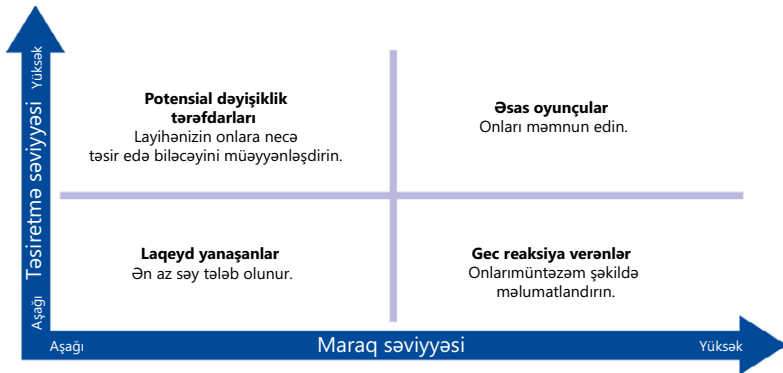 Yüksək
Təsiretmə səviyyəsi
Aşağı
Potensial dəyişiklik
tərəfdarları
Layihənizin onlara necə
təsir edə biləcəyini müəyyənləşdirin.
Əsas oyunçular
Onları məmnun edin.
Laqeyd yanaşanlar
Ən az səy tələb olunur.
Gec reaksiya verənlər
Onlarımüntəzəm şəkildə
məlumatlandırın.
Aşağı
Maraq səviyyəsi
Yüksək